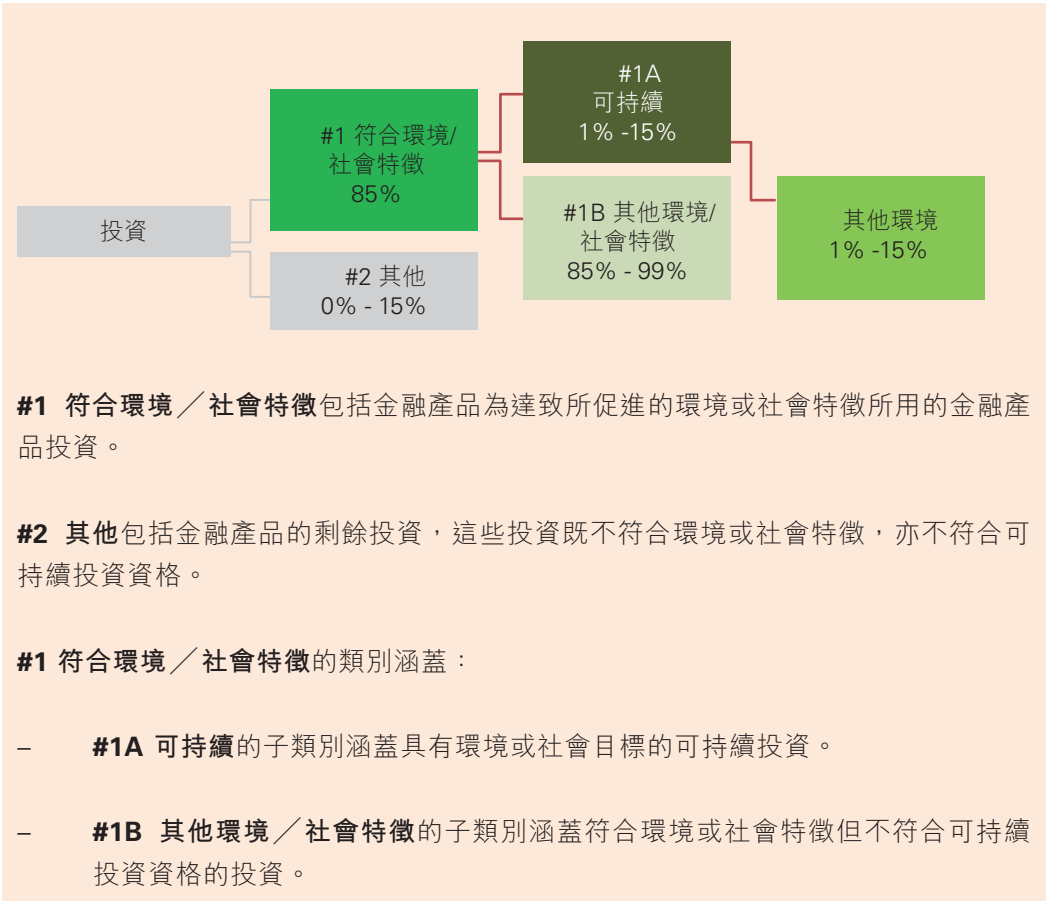 #1A
可持續
1% -15%
#1 符合環境/
社會特徵
85%
#1B 其他環境/
社會特徵
85% - 99%
其他環境
1% -15%
投資
#2 其他
0% - 15%
#1 符合環境／社會特徵包括金融產品為達致所促進的環境或社會特徵所用的金融產
品投資。
#2 其他包括金融產品的剩餘投資，這些投資既不符合環境或社會特徵，亦不符合可
持續投資資格。
#1 符合環境／社會特徵的類別涵蓋：
– #1A 可持續的子類別涵蓋具有環境或社會目標的可持續投資。
– #1B 其他環境／社會特徵的子類別涵蓋符合環境或社會特徵但不符合可持續
投資資格的投資。